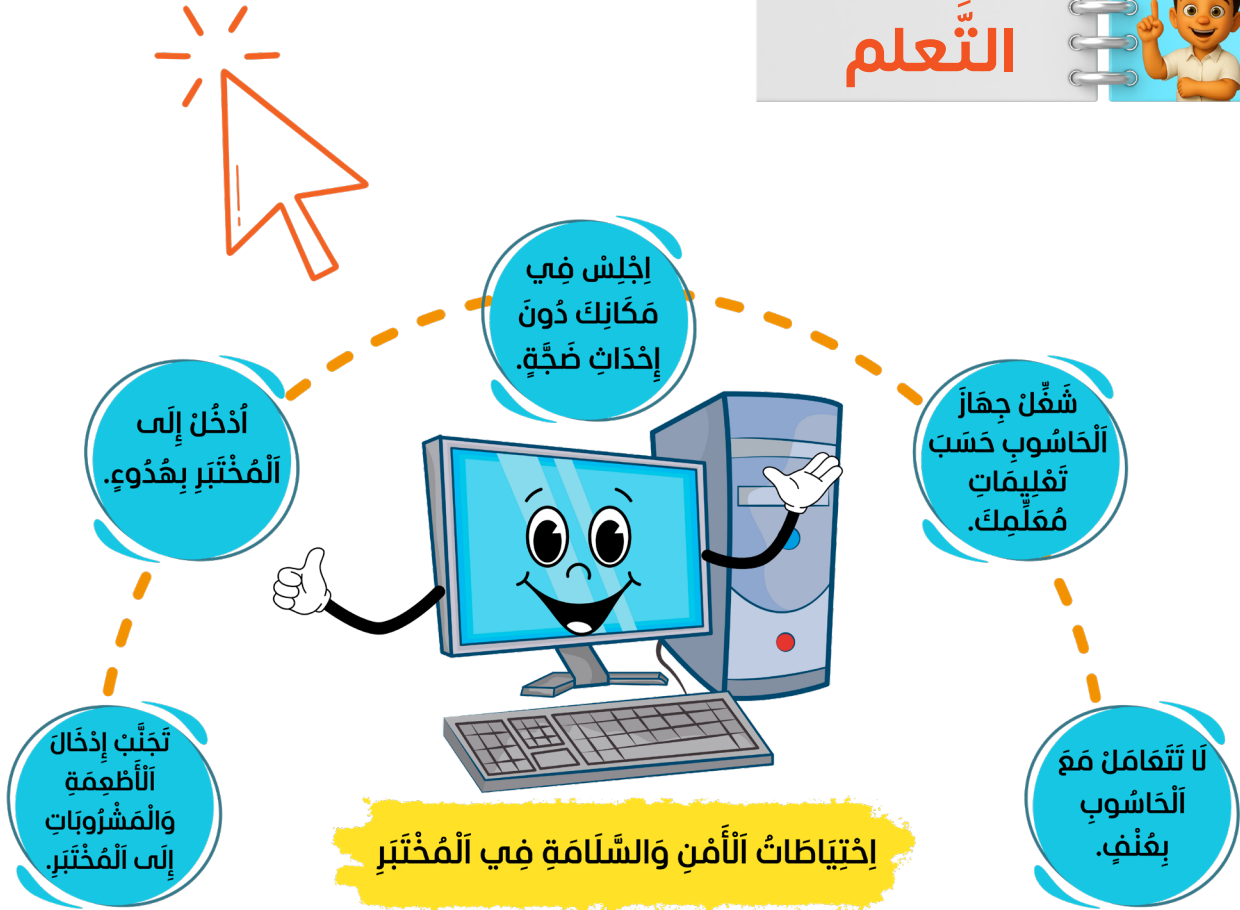 التَّعلم
اِجْلِسْ فِي
مَكَانِكَ دُونَ
إِحْدَاثِ ضَجَّةٍ.
شَغِّلْ جِهَازَ
اَلْحَاسُوبِ حَسَبَ
تَعْلِيمَاتِ
مُعَلِّمِكَ.
اُدْخُلْ إِلَى
اَلْمُخْتَبَرِ بِهُدُوءٍ.
لَا تَتَعَامَلْ مَعَ
اَلْحَاسُوبِ
بِعُنْفٍ.
تَجَنَّبْ إِدْخَالَ
اَلْأَطْعِمَةِ
وَالْمَشْرُوبَاتِ
إِلَى اَلْمُخْتَبَرِ.
اِحْتِيَاطَاتُ اَلْأَمْنِ وَالسَّلَامَةِ فِي اَلْمُخْتَبَرِ